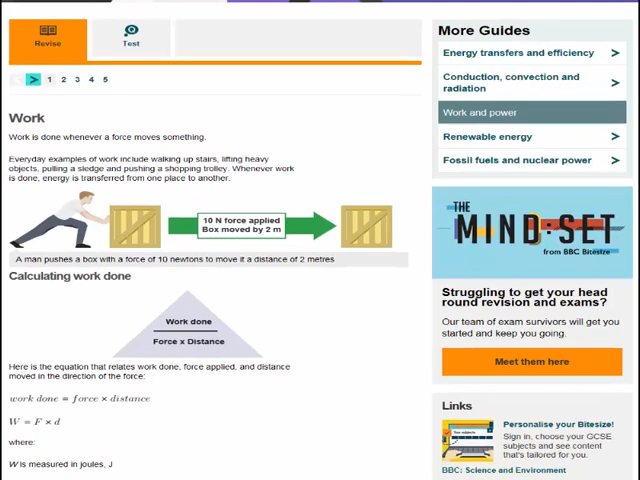 Revise
Test
> 1 2 3 4 5
Work
Work is done whenever a force moves something.
Everyday examples of work include walking up stairs, lifting heavy
objects, pulling a sledge and pushing a shopping trolley. Whenever work
is done, energy is transferred from one place to another.
10 N force applied
Box moved by 2 m
A man pushes a box with a force of 10 newtons to move it a distance of 2 metres
Calculating work done
Work done
Force x Distance
Here is the equation that relates work done, force applied, and distance
moved in the direction of the force:
work done = force × distance
W = F × d
where:
W is measured in joules, J
More Guides
Energy transfers and efficiency >
Conduction, convection and >
radiation
Work and power
Renewable energy >
Fossil fuels and nuclear power >
THE
MIND:SET
from BBC Bitesize
Struggling to get your head
round revision and exams?
Our team of exam survivors will get you
started and keep you going.
Meet them here
Links
Personalise your Bitesize!
Sign in, choose your GCSE
subjects and see content
that's tailored for you.
BBC: Science and Environment